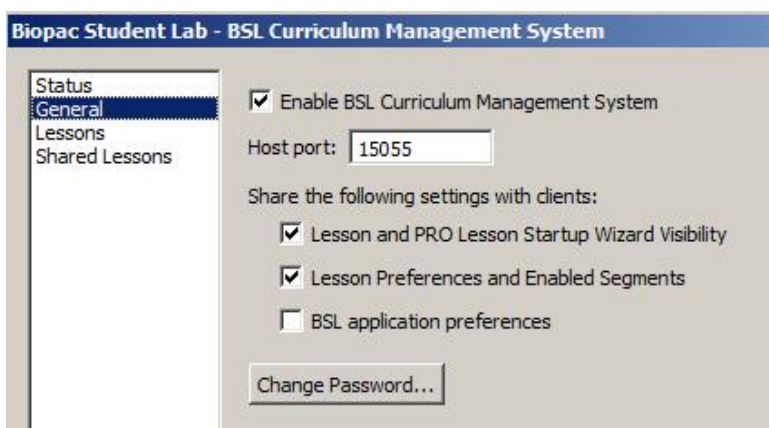 Biopac Student Lab - BSL Curriculum Management System
Status
General
Lessons
Shared Lessons
Enable BSL Curriculum Management System
Host port: 15055
Share the following settings with clients:
Lesson and PRO Lesson Startup Wizard Visibility
Lesson Preferences and Enabled Segments
BSL application preferences
Change Password...